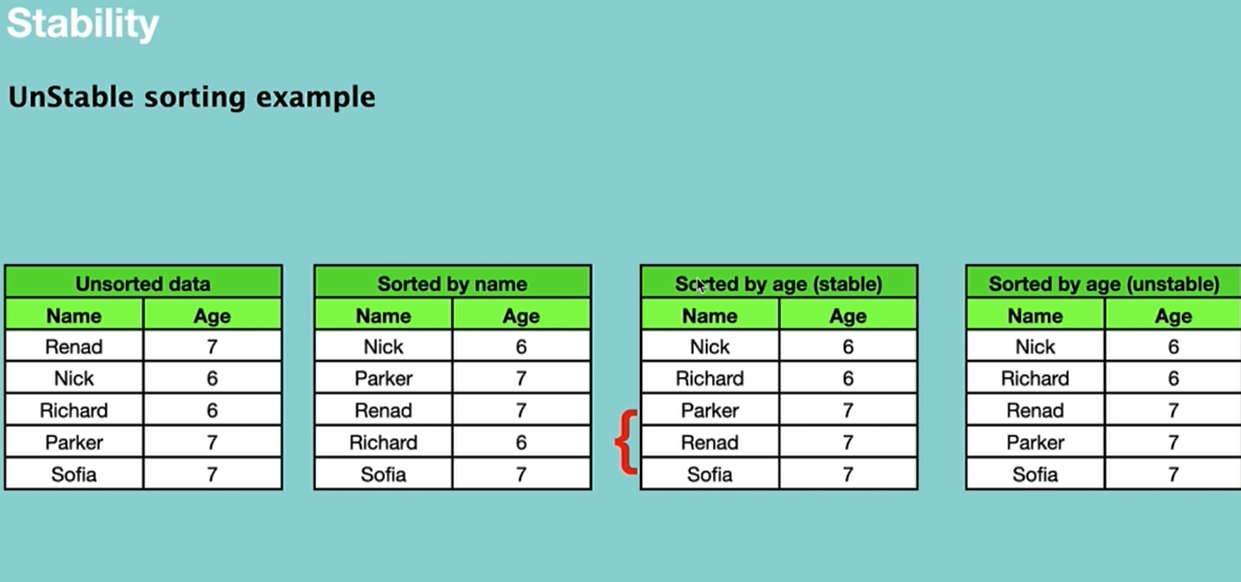 Stability
UnStable sorting example
Unsorted data
Name Age
Renad 7
Nick 6
Richard 6
Parker 7
Sofia 7
Sorted by name
Name Age
Nick 6
Parker 7
Renad 7
Richard 6
Sofia 7
Sorted by age (stable)
Name Age
Nick 6
Richard 6
Parker 7
Renad 7
Sofia 7
Sorted by age (unstable)
Name Age
Nick 6
Richard 6
Renad 7
Parker 7
Sofia 7